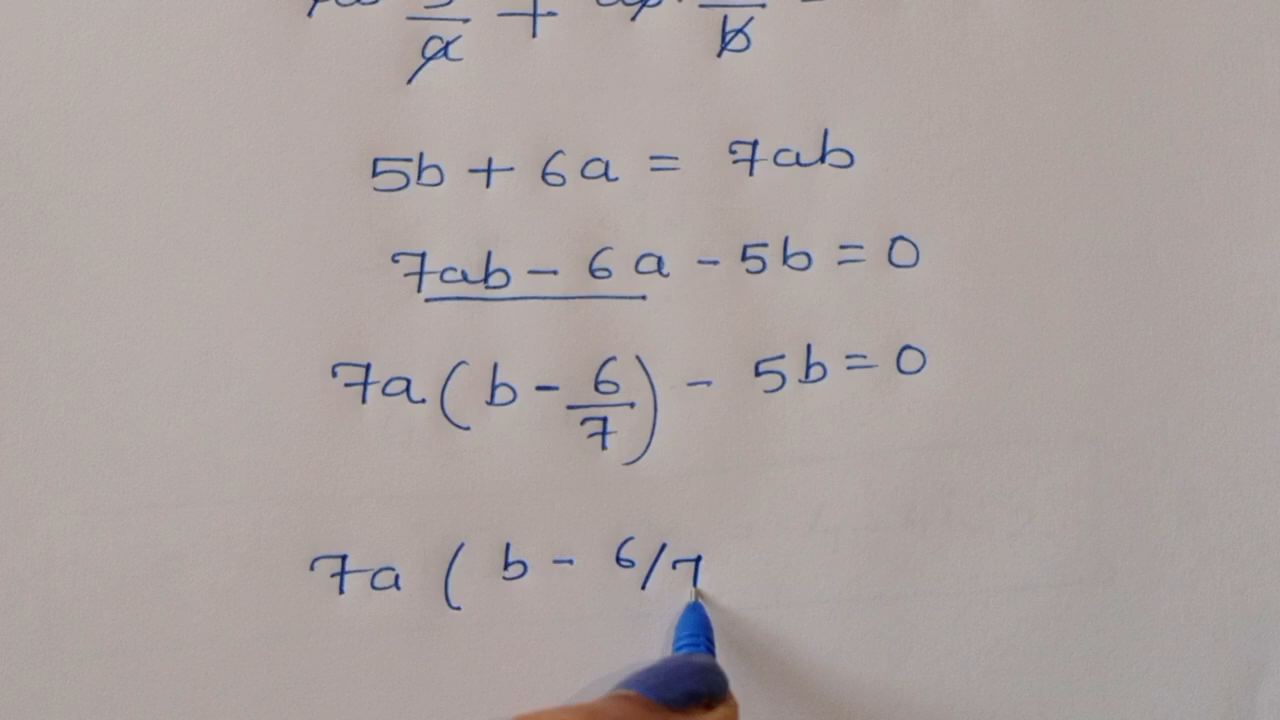 a + b
5b + 6a = 7ab
7ab - 6a - 5b = 0
7a(b - 6/7) - 5b = 0
7a ( b - 6/7